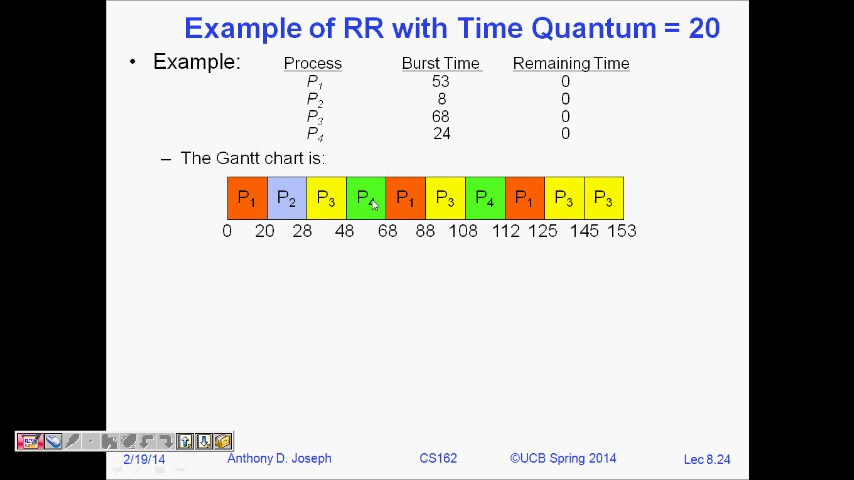 Example of RR with Time Quantum = 20
• Example: Process Burst Time Remaining Time
P1 53 0
P2 8 0
P3 68 0
P4 24 0
– The Gantt chart is:
P1 P2 P3 P4 P1 P3 P4 P1 P3 P3
0 20 28 48 68 88 108 112 125 145 153
2/19/14 Anthony D. Joseph CS162 ©UCB Spring 2014 Lec 8.24